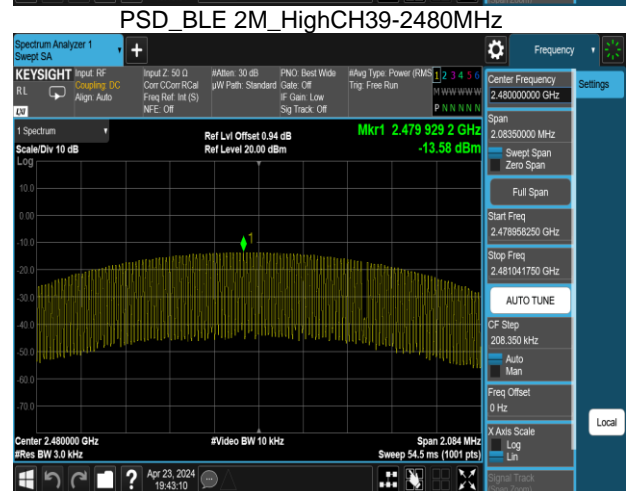 PSD_BLE 2M_HighCH39-2480MHz
Spectrum Analyzer 1
Swept SA
Frequency
KEYSIGHT
RL
LXI
Input: RF
Coupling: DC
Align: Auto
Input Z: 50 Ω
Corr CCorr RCal
Freq Ref: Int (S)
NFE: Off
#Atten: 30 dB
µW Path: Standard
PNO: Best Wide
Gate: Off
IF Gain: Low
Sig Track: Off
#Avg Type: Power (RMS
Trig: Free Run
1 2 3 4 5 6
M W W W W W
P N N N N N
Center Frequency
2.480000000 GHz
Settings
Span
2.08350000 MHz
Swept Span
Zero Span
Full Span
Start Freq
2.478958250 GHz
Stop Freq
2.481041750 GHz
AUTO TUNE
CF Step
208.350 kHz
Auto
Man
Freq Offset
0 Hz
X Axis Scale
Log
Lin
Local
Signal Track
(Span Zoom)
1 Spectrum
Scale/Div 10 dB
Log
Ref Lvl Offset 0.94 dB
Ref Level 20.00 dBm
Mkr1 2.479 929 2 GHz
-13.58 dBm
10.0
0.00
-10.0
-20.0
-30.0
-40.0
-50.0
-60.0
-70.0
1
Center 2.480000 GHz
#Res BW 3.0 kHz
#Video BW 10 kHz
Span 2.084 MHz
Sweep 54.5 ms (1001 pts)
?
Apr 23, 2024
19:43:10